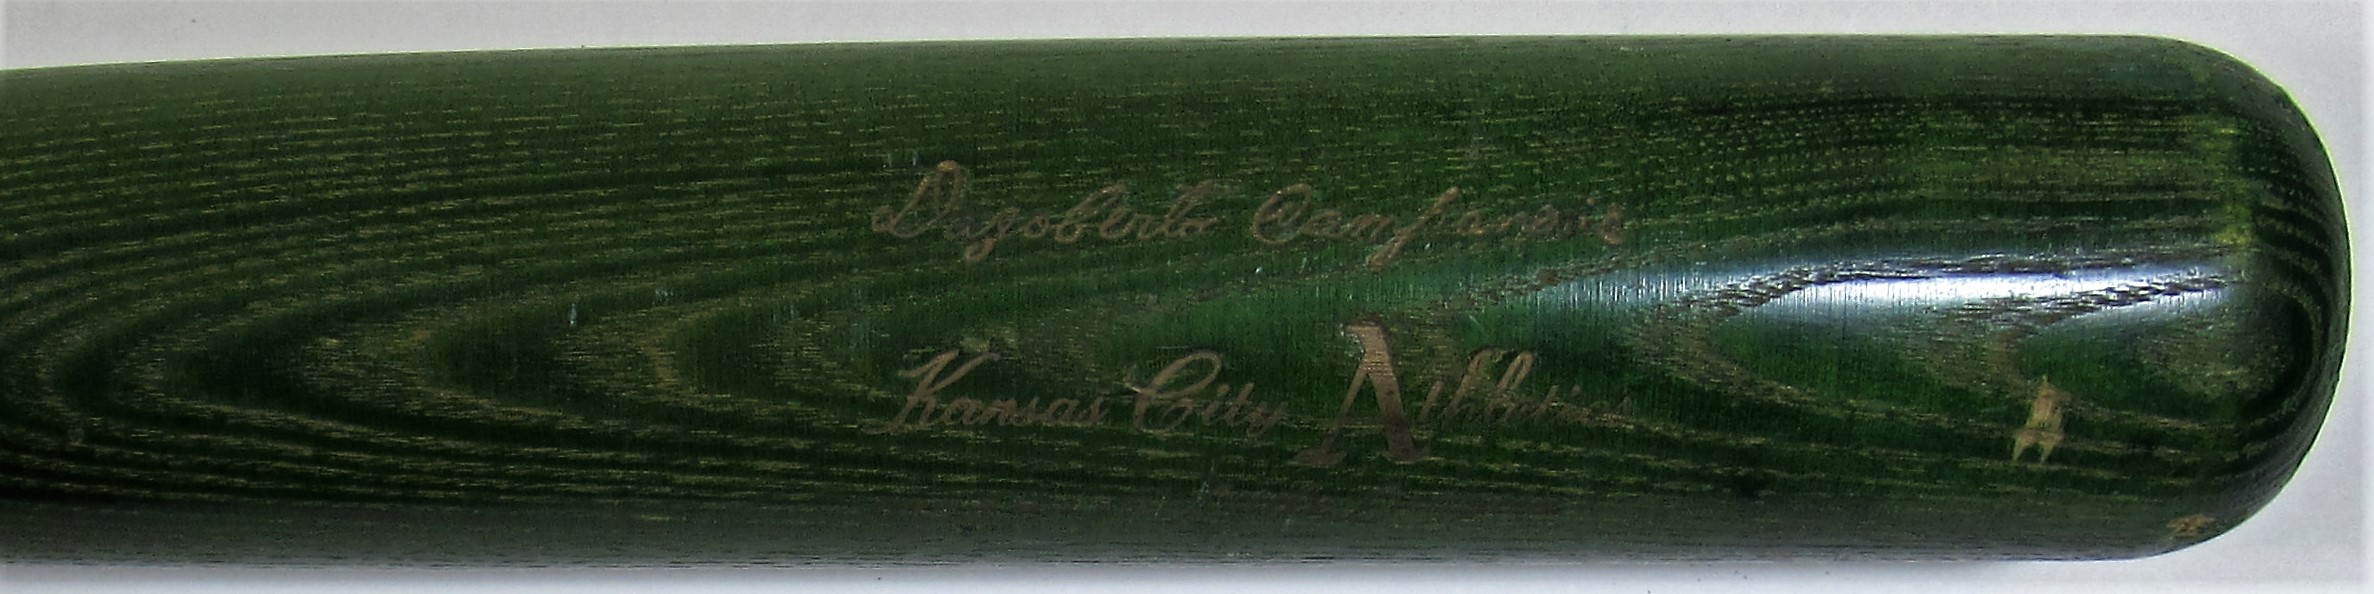 Dagoberto Campaneris
Kansas City Athletics